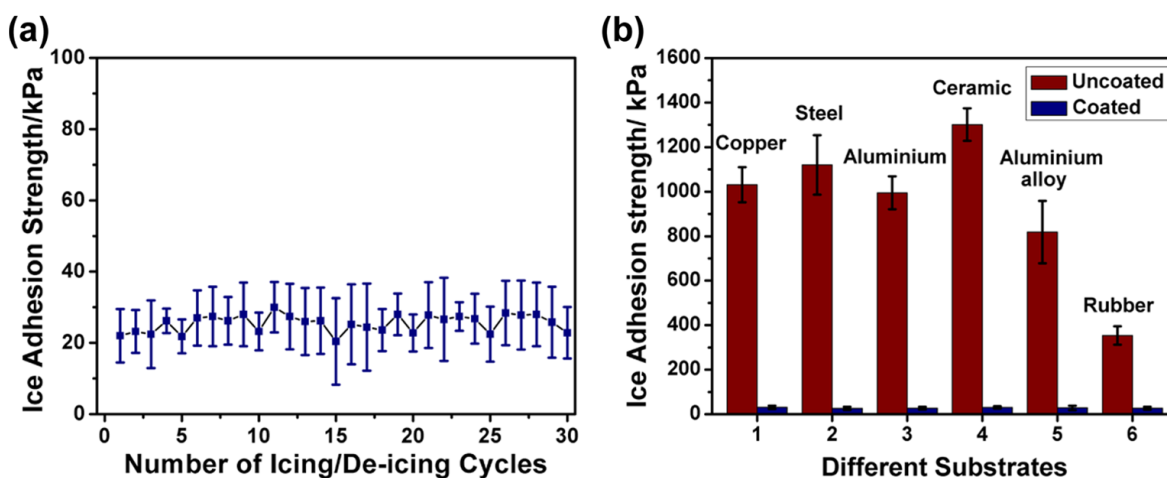 (a)
Ice Adhesion Strength/kPa
100
80
60
40
20
0
0 5 10 15 20 25 30
Number of Icing/De-icing Cycles
(b)
Ice Adhesion strength/ kPa
1600
1400
1200
1000
800
600
400
200
0
Uncoated
Coated
Copper
Steel
Aluminium
Ceramic
Aluminium
alloy
Rubber
1 2 3 4 5 6
Different Substrates